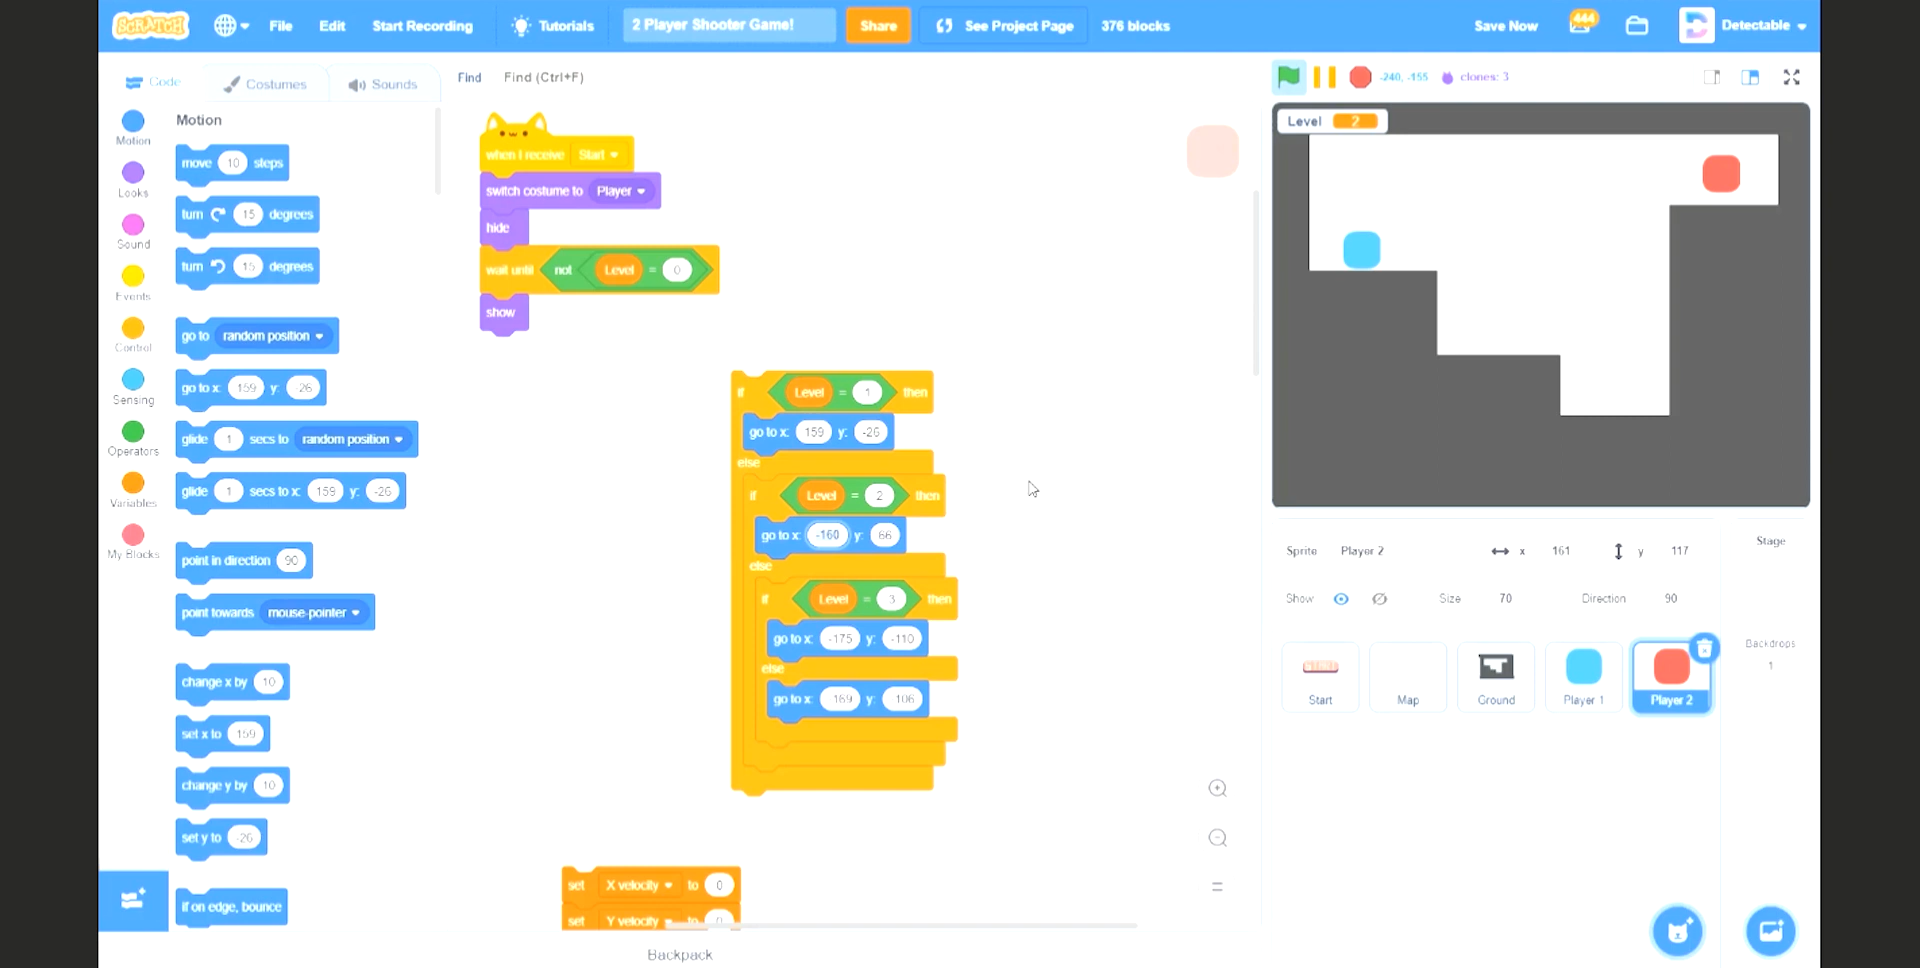 SCRATCH File Edit Start Recording Tutorials 2 Player Shooter Game! Share See Project Page 376 blocks Save Now 444 Detectable
Code Costumes Sounds Find Find (Ctrl+F) -240, -155 clones: 3
Motion
Looks
Sound
Events
Control
Sensing
Operators
Variables
My Blocks
Motion
move 10 steps
turn 15 degrees
turn 15 degrees
go to random position
go to x: 159 y: -26
glide 1 secs to random position
glide 1 secs to x: 159 y: -26
point in direction 90
point towards mouse-pointer
change x by 10
set x to 159
change y by 10
set y to -26
if on edge, bounce
when I receive Start
switch costume to Player
hide
wait until not Level = 0
show
if Level = 1 then
go to x: 159 y: -26
else
if Level = 2 then
go to x: -160 y: 66
else
if Level = 3 then
go to x: -175 y: -110
else
go to x: 169 y: 106
set X velocity to 0
set Y velocity to 0
Backpack
Level 2
Sprite Player 2 x 161 y 117
Show Size 70 Direction 90
Start
Map
Ground
Player 1
Player 2
Stage
Backdrops
1